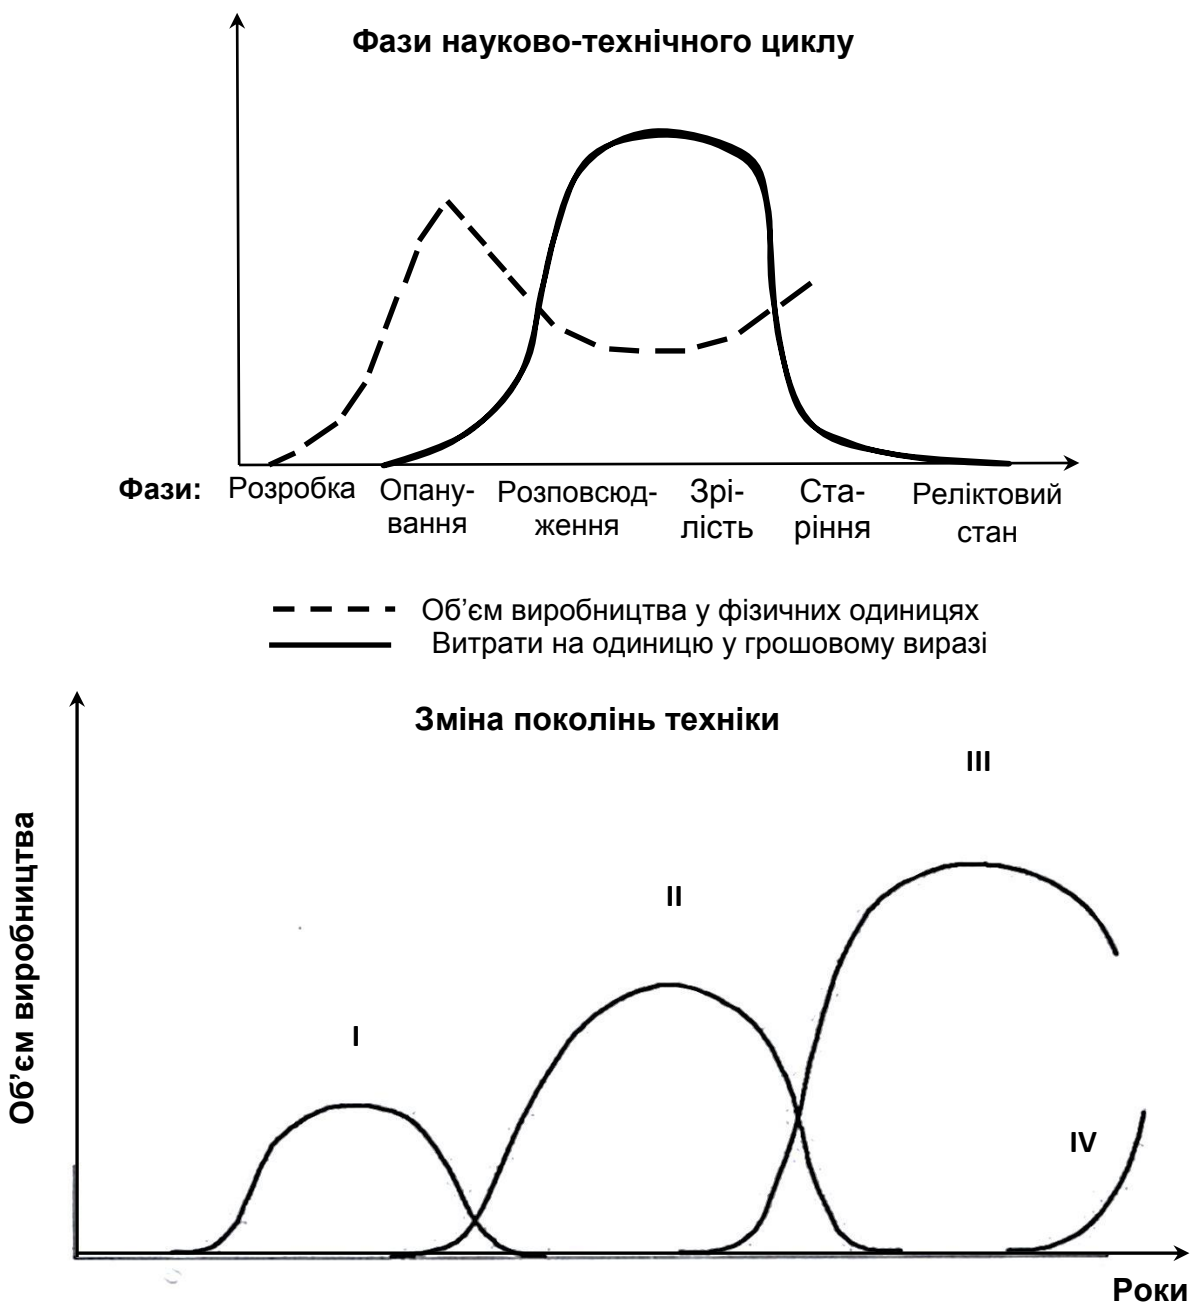 Фази науково-технічного циклу
Фази: Розробка Опану- Розповсюд- Зрі- Ста- Реліктовий
вання ження лість ріння стан
Об’єм виробництва у фізичних одиницях
Витрати на одиницю у грошовому виразі
Зміна поколінь техніки
III
II
I
IV
Об’єм виробництва
Роки